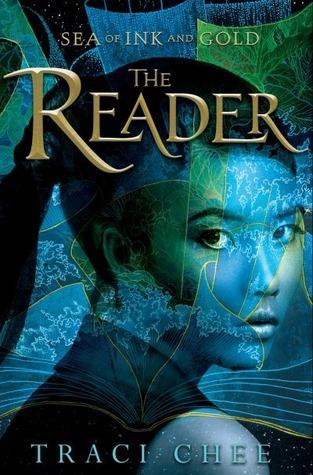 SEA OF INK AND GOLD
THE
READER
TRACI CHEE